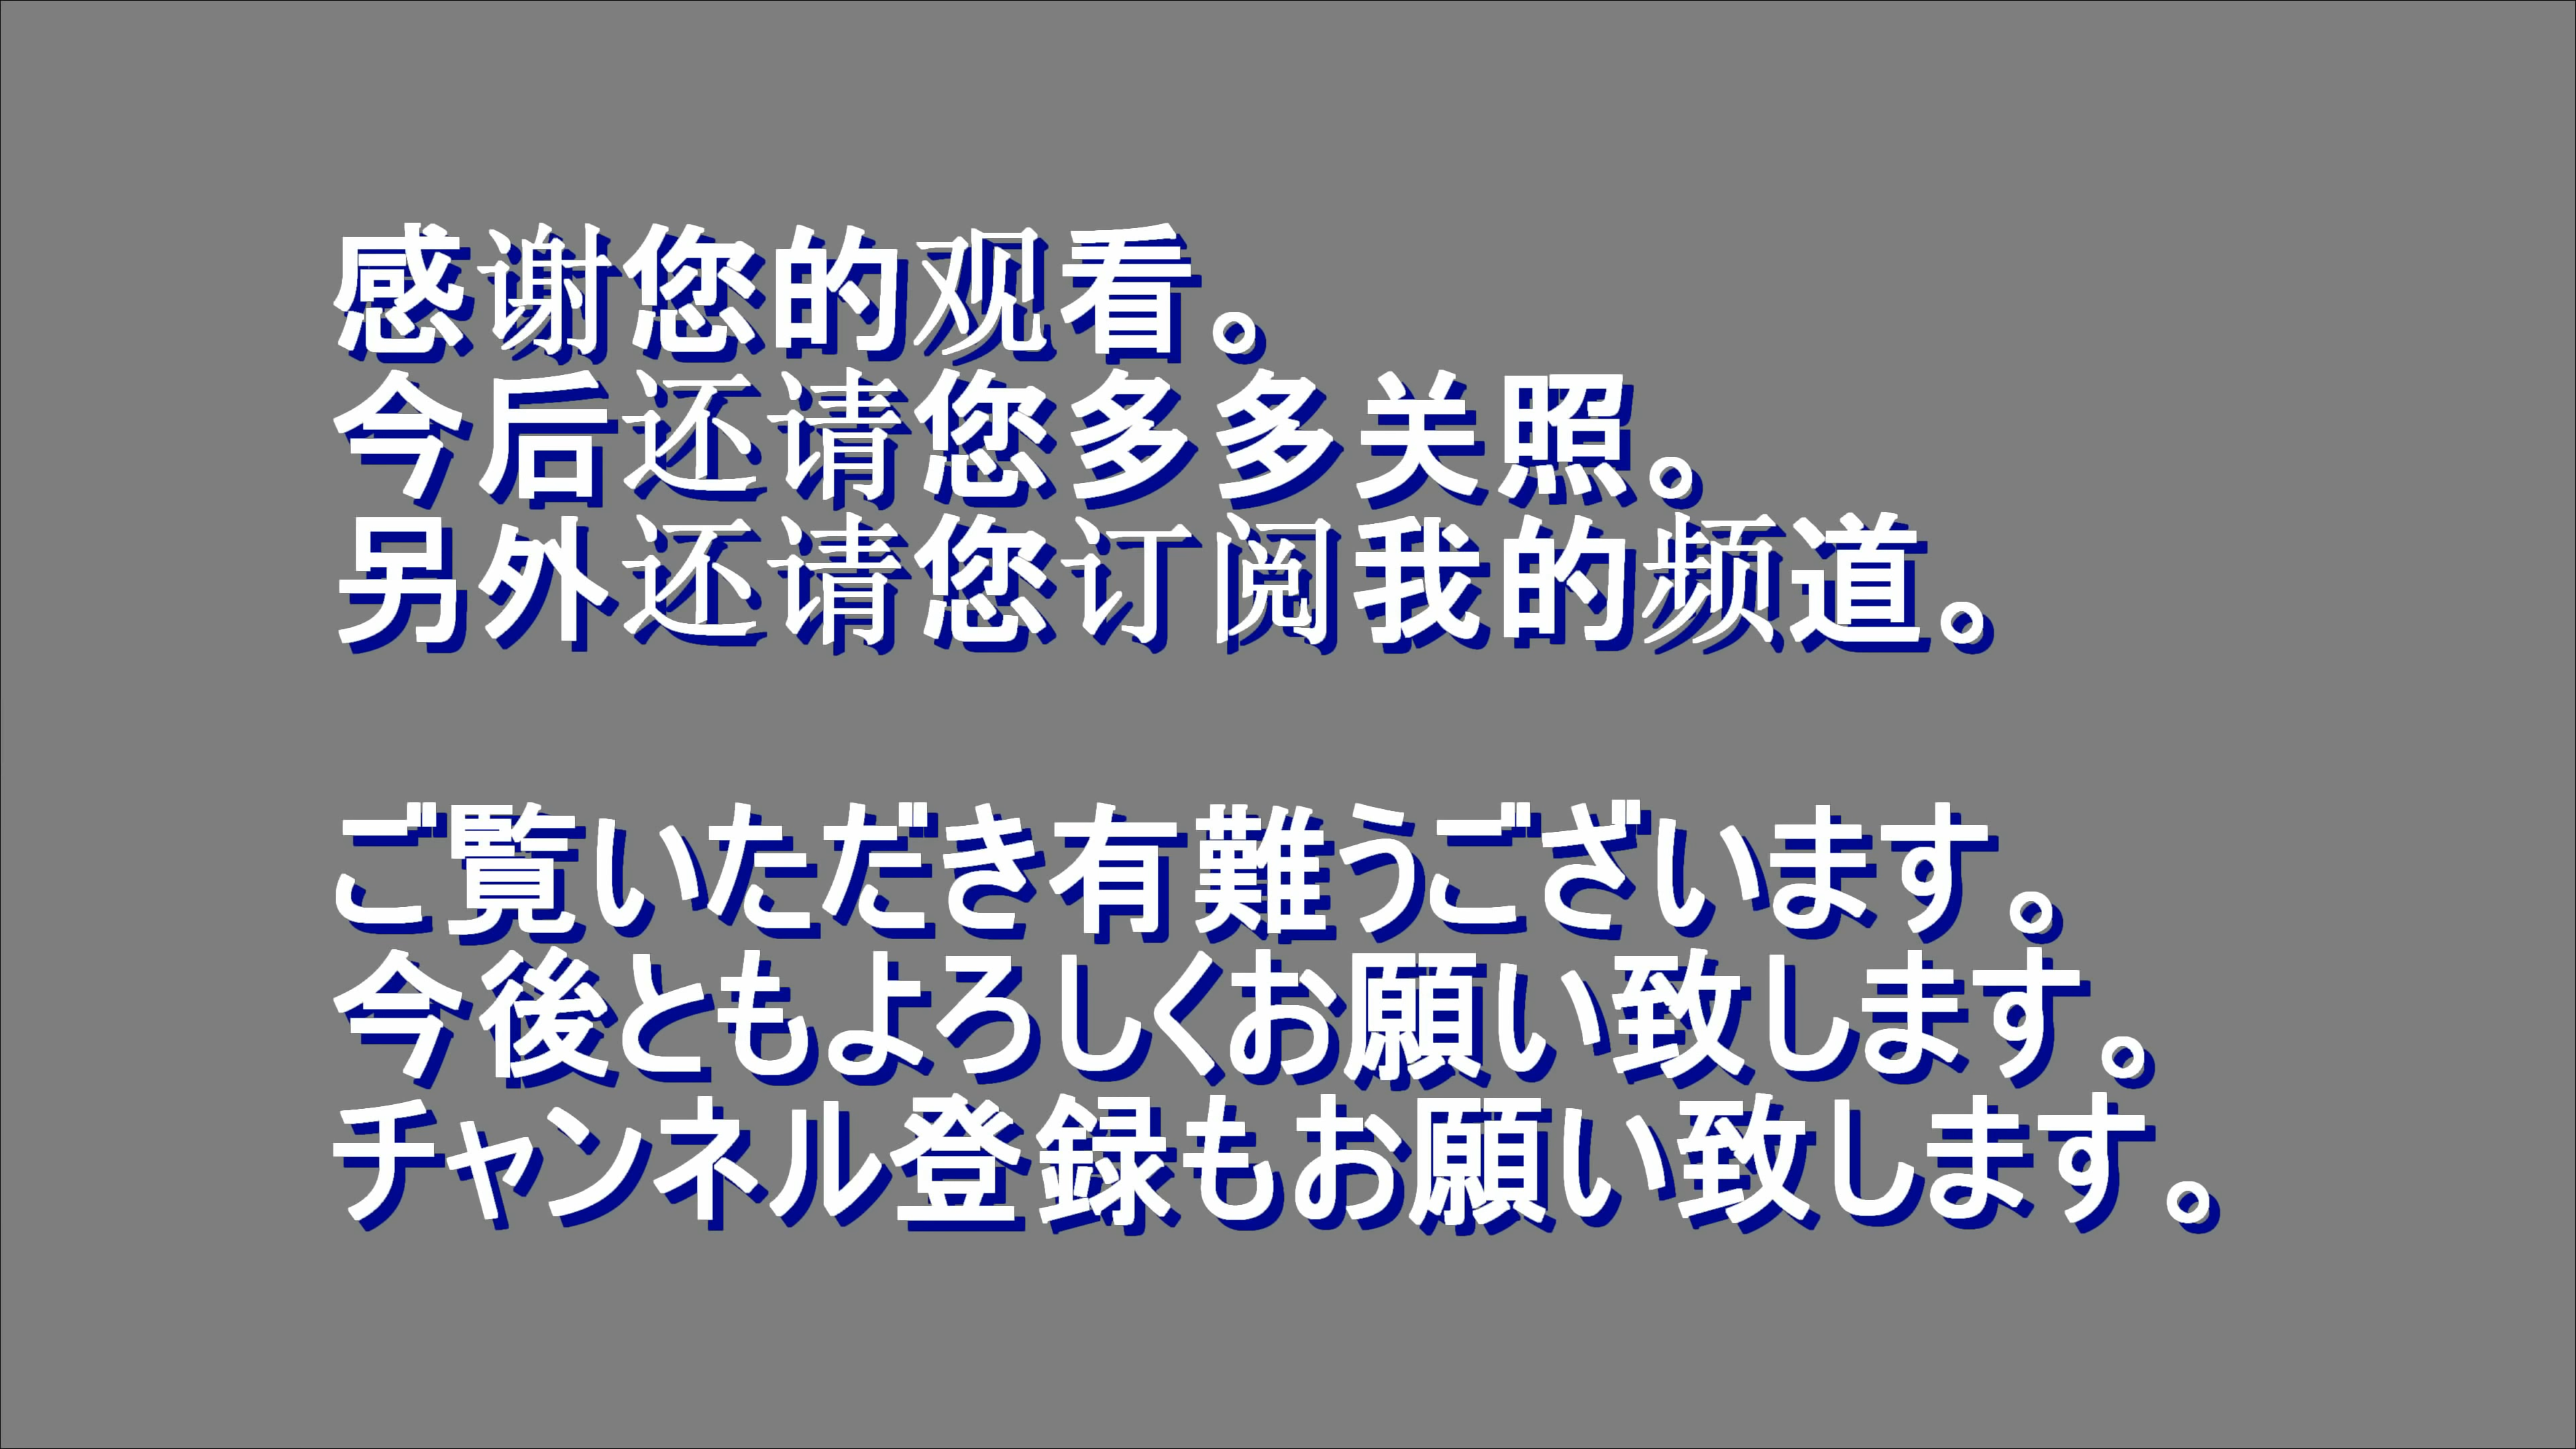 感谢您的观看。
今后还请您多多关照。
另外还请您订阅我的频道。
ご覧いただき有難うございます。
今後ともよろしくお願い致します。
チャンネル登録もお願い致します。